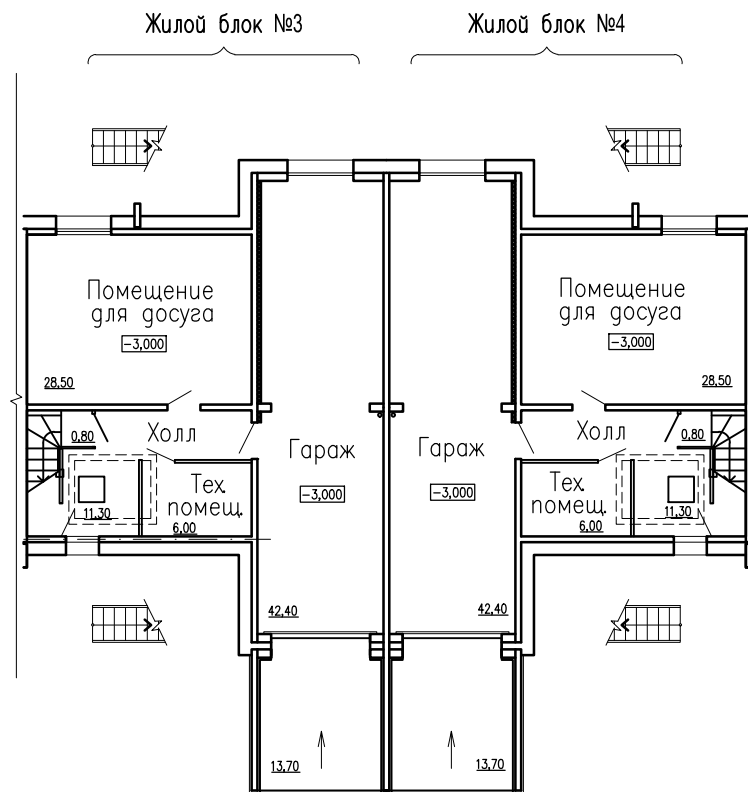 Жилой блок №3
Жилой блок №4
Помещение
для досуга
-3,000
28.50
Помещение
для досуга
-3,000
28.50
0.80
Холл
Гараж
-3,000
Гараж
-3,000
Холл
0.80
11.30
Тех.
помещ.
6.00
Тех.
помещ.
6.00
11.30
42.40
42.40
13.70
13.70